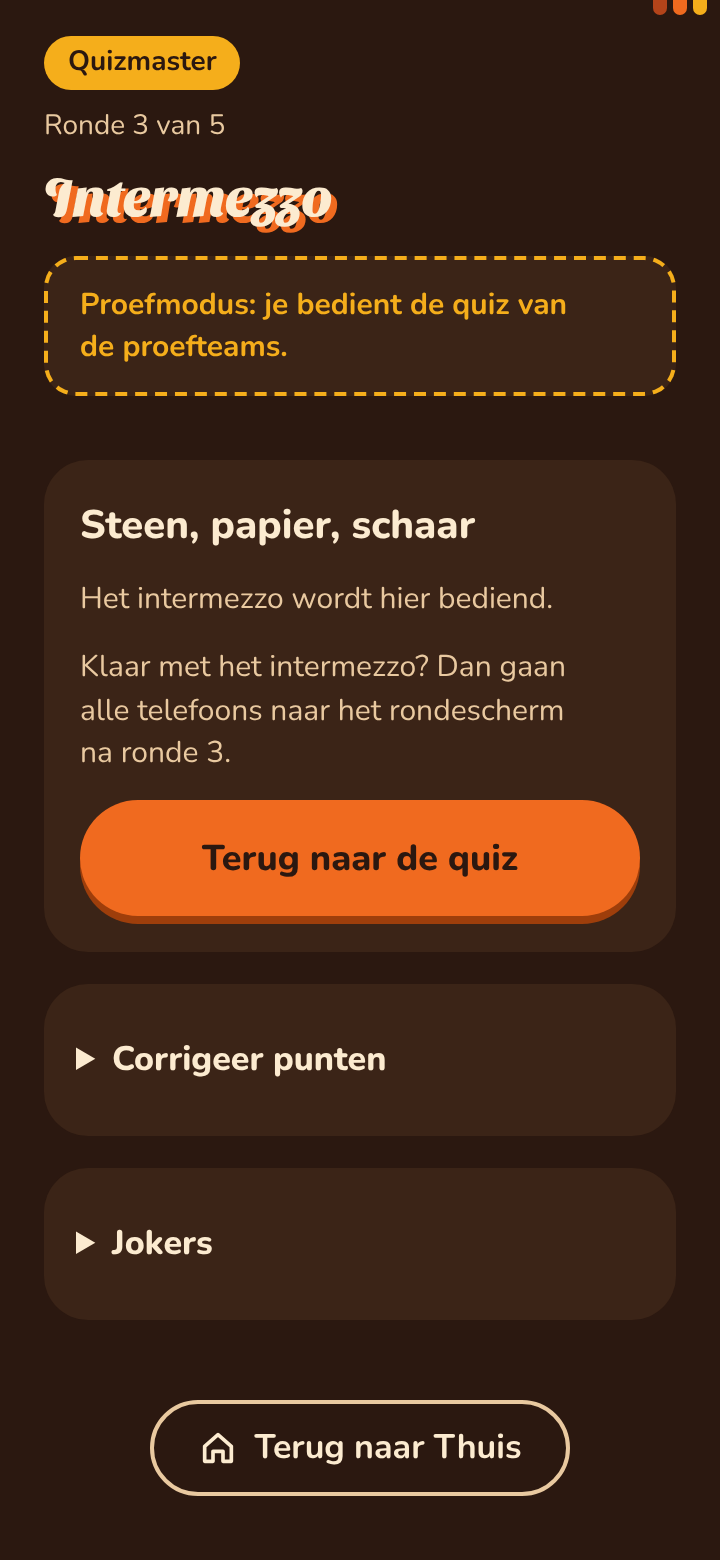 Quizmaster
Ronde 3 van 5
Intermezzo
Proefmodus: je bedient de quiz van
de proefteams.
Steen, papier, schaar
Het intermezzo wordt hier bediend.
Klaar met het intermezzo? Dan gaan
alle telefoons naar het rondescherm
na ronde 3.
Terug naar de quiz
Corrigeer punten
Jokers
Terug naar Thuis